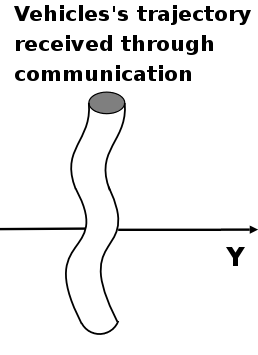 Vehicles's trajectory
received through
communication
Y